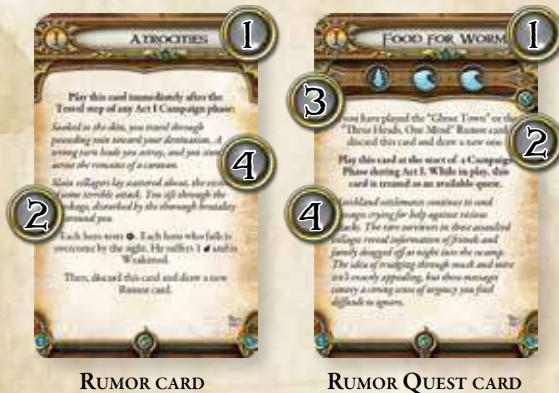 ATROCITIES
1
Play this card immediately after the
Travel step of any Act I Campaign phase:
Soaked to the skin, you travel through
pounding rain toward your destination. A
wrong turn leads you astray, and you
across the remains of a caravan.
4
Slain villagers lay scattered about, the
of some terrible attack. You sift through the
disturbed by the thorough brutality
around you
2
Each hero tests. Each hero who fails is
overcome by the sight. He suffers 1 and is
Weakened.
Then, discard this card and draw a new
Rumor card.
RUMOR CARD
FOOD FOR WORM
1
3
you have played the "Ghost Town" or the
"Three Heads, One Mind" Rumor card
discard this card and draw a new one.
2
Play this card at the start of a Campaign
Phase during Act I. While in play, this
card is treated as an available quest.
4
settlements continue to send
messages crying for help against vicious
attacks. The rare survivors in these assaulted
villages reveal information of friends and
family dragged off at night into the swamp.
The idea of trudging through muck and mire
isn't exactly appealing, but these messages
convey a strong sense of urgency you find
difficult to ignore.
RUMOR QUEST CARD